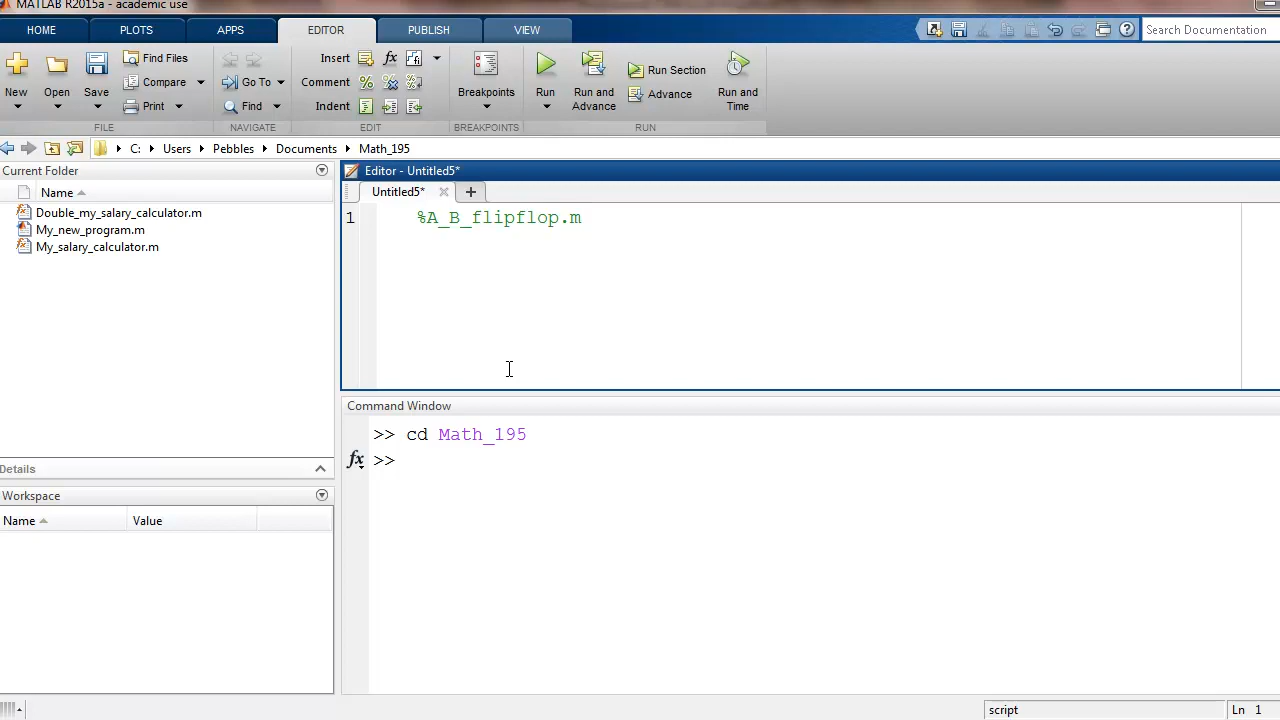 MATLAB R2015a - academic use
HOME PLOTS APPS EDITOR PUBLISH VIEW Search Documentation
New Open Save Find Files Compare Print FILE
Go To Find NAVIGATE
Insert fx Comment Indent EDIT
Breakpoints BREAKPOINTS
Run Run and Advance Run Section Advance Run and Time RUN
C: Users Pebbles Documents Math_195
Current Folder
Name
Double_my_salary_calculator.m
My_new_program.m
My_salary_calculator.m
Details
Workspace
Name Value
Editor - Untitled5*
Untitled5*
1 %A_B_flipflop.m
Command Window
>> cd Math_195
fx >>
script Ln 1